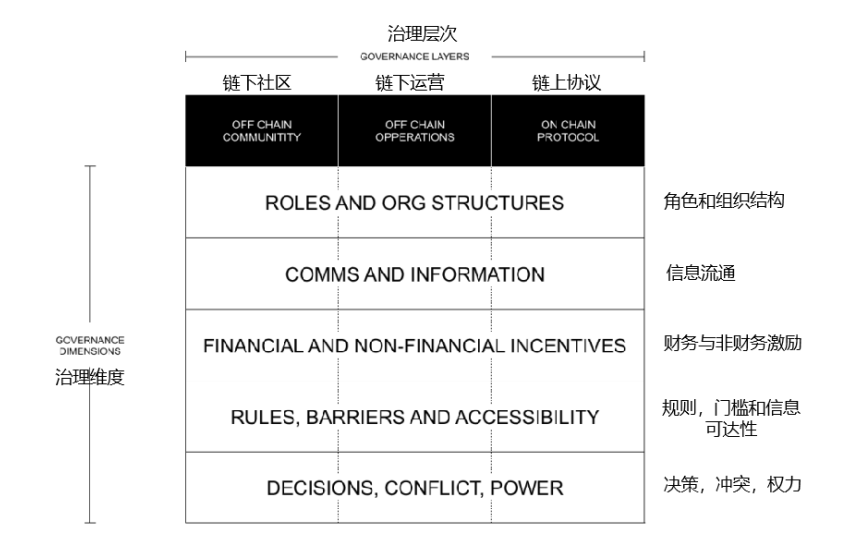 治理层次
GOVERNANCE LAYERS
链下社区
链下运营
链上协议
OFF CHAIN
COMMUNITITY
OFF CHAIN
OPPERATIONS
ON CHAIN
PROTOCOL
ROLES AND ORG STRUCTURES
角色和组织结构
COMMS AND INFORMATION
信息流通
GOVERNANCE
DIMENSIONS
治理维度
FINANCIAL AND NON-FINANCIAL INCENTIVES
财务与非财务激励
RULES, BARRIERS AND ACCESSIBILITY
规则，门槛和信息
可达性
DECISIONS, CONFLICT, POWER
决策，冲突，权力